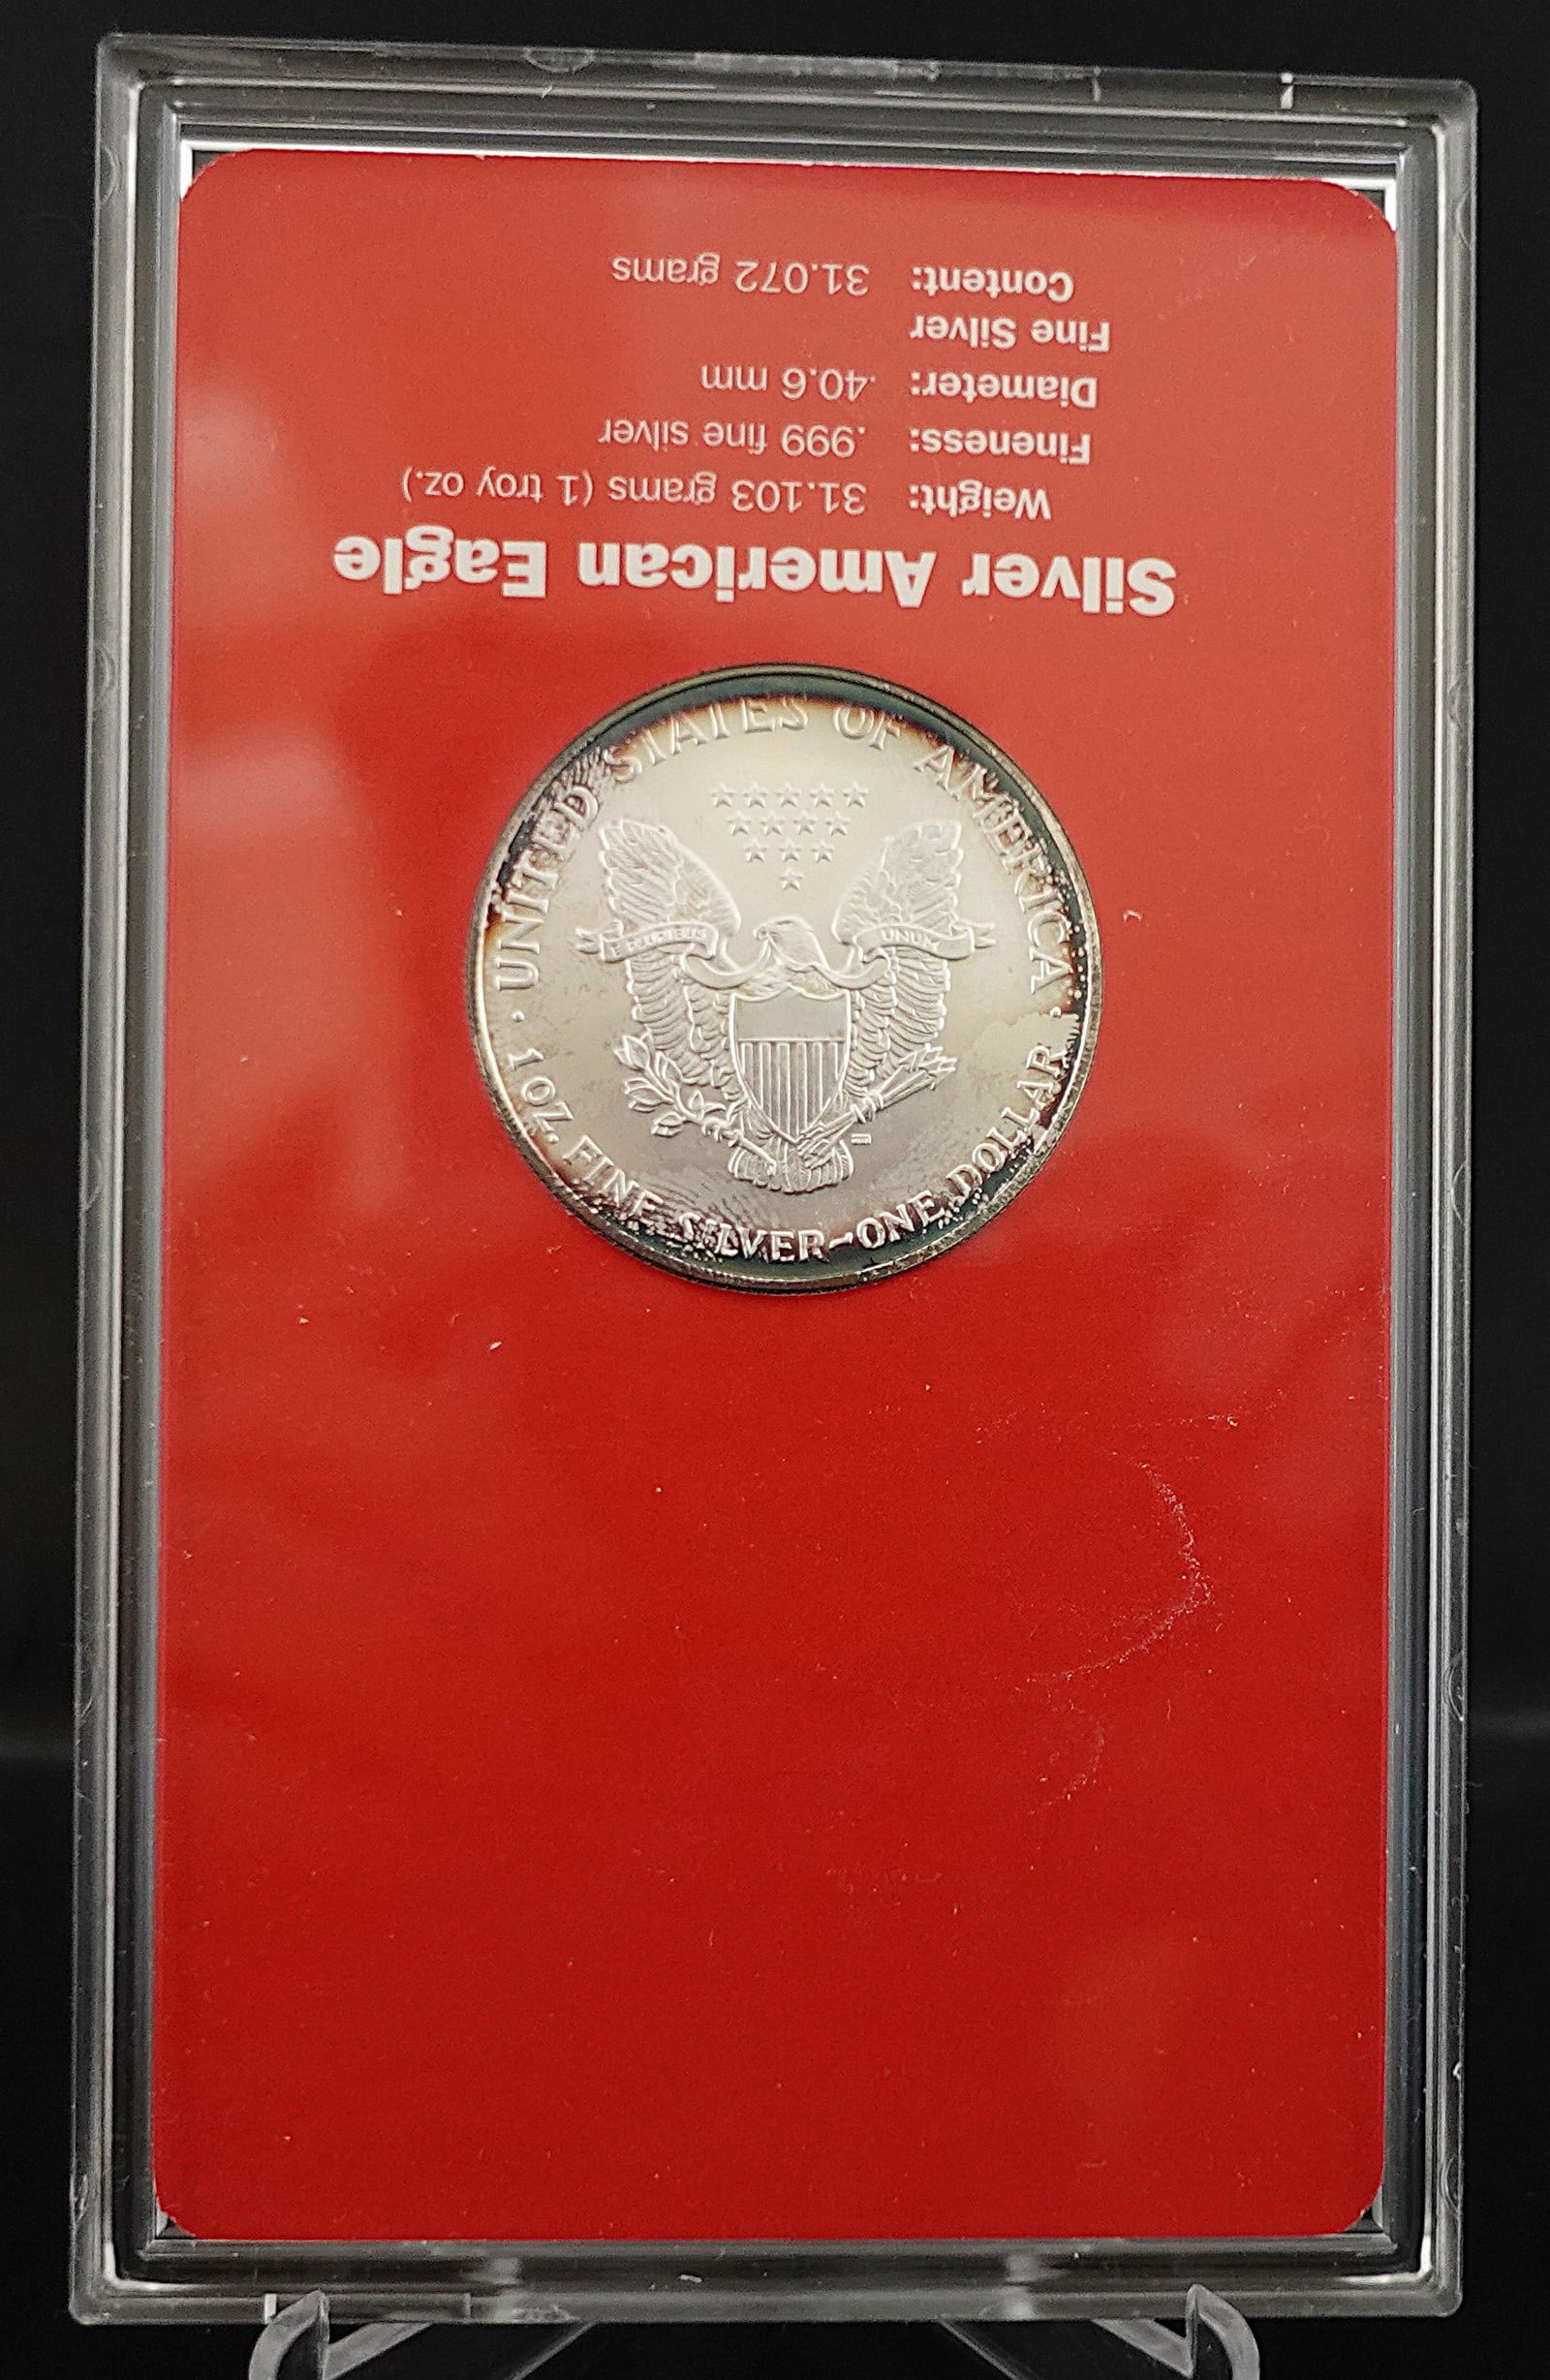 Silver American Eagle
Weight: 31.103 grams (1 troy oz.)
Fineness: .999 fine silver
Diameter: 40.6 mm
Fine Silver
Content: 31.072 grams
UNITED STATES OF AMERICA
E PLURIBUS UNUM
1 OZ. FINE SILVER~ONE DOLLAR